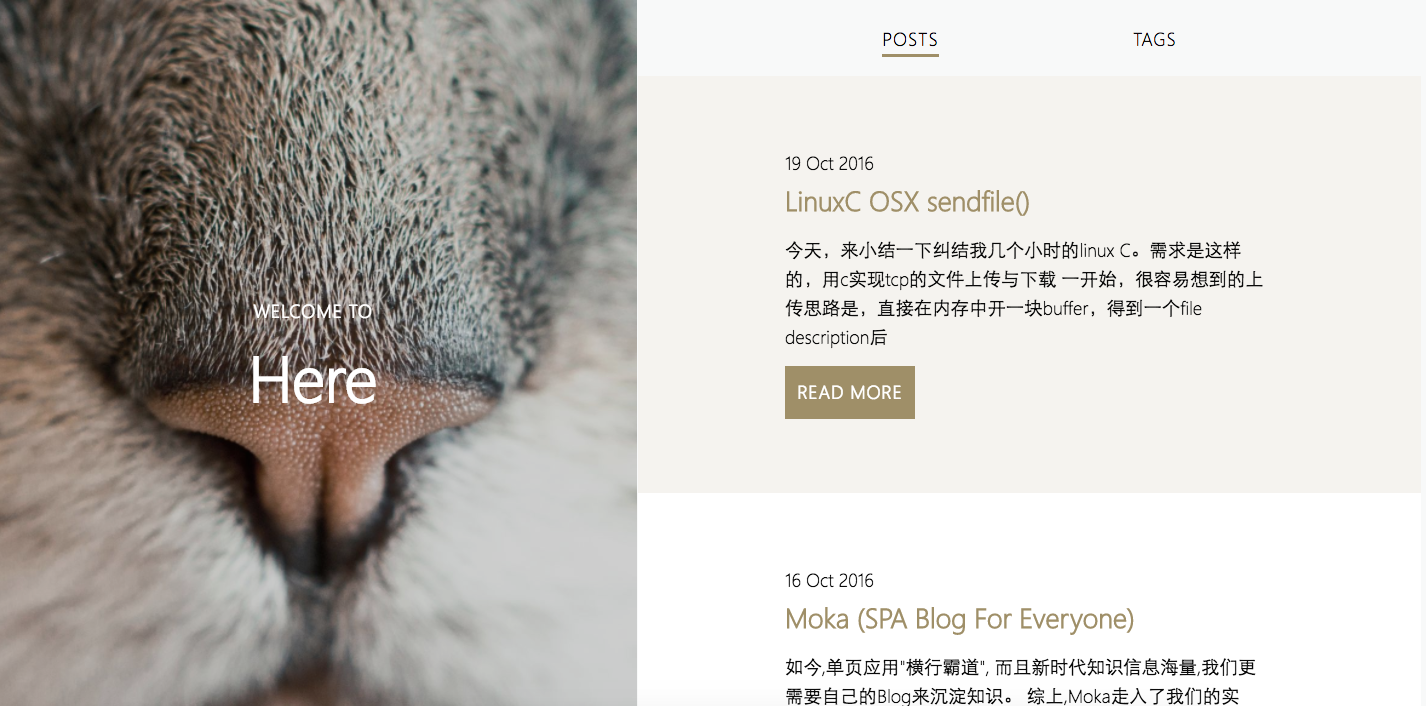 WELCOME TO
Here
POSTS
TAGS
19 Oct 2016
LinuxC OSX sendfile()
今天，来小结一下纠结我几个小时的linux C。需求是这样
的，用c实现tcp的文件上传与下载 一开始，很容易想到的上
传思路是，直接在内存中开一块buffer，得到一个file
description后
READ MORE
16 Oct 2016
Moka (SPA Blog For Everyone)
如今,单页应用"横行霸道", 而且新时代知识信息海量,我们更
需要自己的Blog来沉淀知识。 综上,Moka走入了我们的实